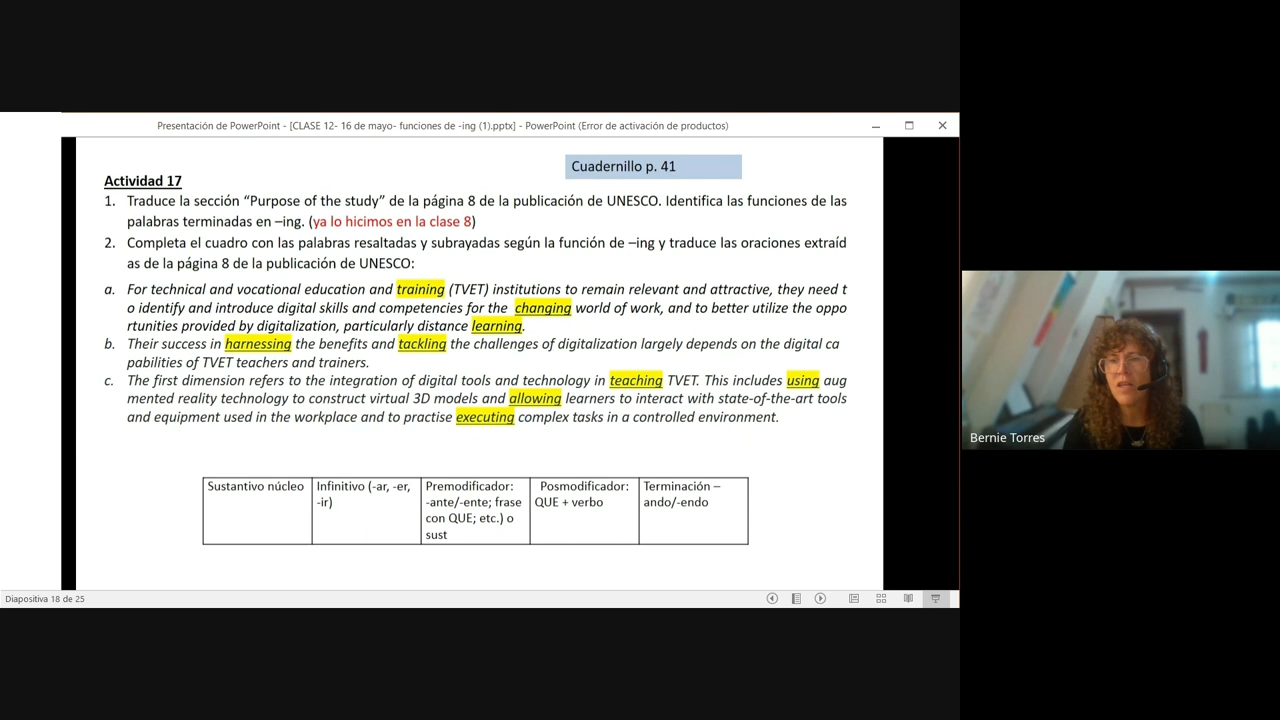 Presentación de PowerPoint - [CLASE 12- 16 de mayo- funciones de -ing (1).pptx] - PowerPoint (Error de activación de productos)
Cuadernillo p. 41
Actividad 17
1. Traduce la sección “Purpose of the study” de la página 8 de la publicación de UNESCO. Identifica las funciones de las
palabras terminadas en –ing. (ya lo hicimos en la clase 8)
2. Completa el cuadro con las palabras resaltadas y subrayadas según la función de –ing y traduce las oraciones extraíd
as de la página 8 de la publicación de UNESCO:
a. For technical and vocational education and training (TVET) institutions to remain relevant and attractive, they need t
o identify and introduce digital skills and competencies for the changing world of work, and to better utilize the oppo
rtunities provided by digitalization, particularly distance learning.
b. Their success in harnessing the benefits and tackling the challenges of digitalization largely depends on the digital ca
pabilities of TVET teachers and trainers.
c. The first dimension refers to the integration of digital tools and technology in teaching TVET. This includes using aug
mented reality technology to construct virtual 3D models and allowing learners to interact with state-of-the-art tools
and equipment used in the workplace and to practise executing complex tasks in a controlled environment.
Sustantivo núcleo
Infinitivo (-ar, -er,
-ir)
Premodificador:
-ante/-ente; frase
con QUE; etc.) o
sust
Posmodificador:
QUE + verbo
Terminación –
ando/-endo
Diapositiva 18 de 25
Bernie Torres